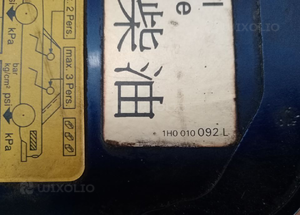 2 Pers.
kPa
max. 3 Pers.
bar
kg/cm² psi
kPa
l
e
柴油
1H0 010 092 L